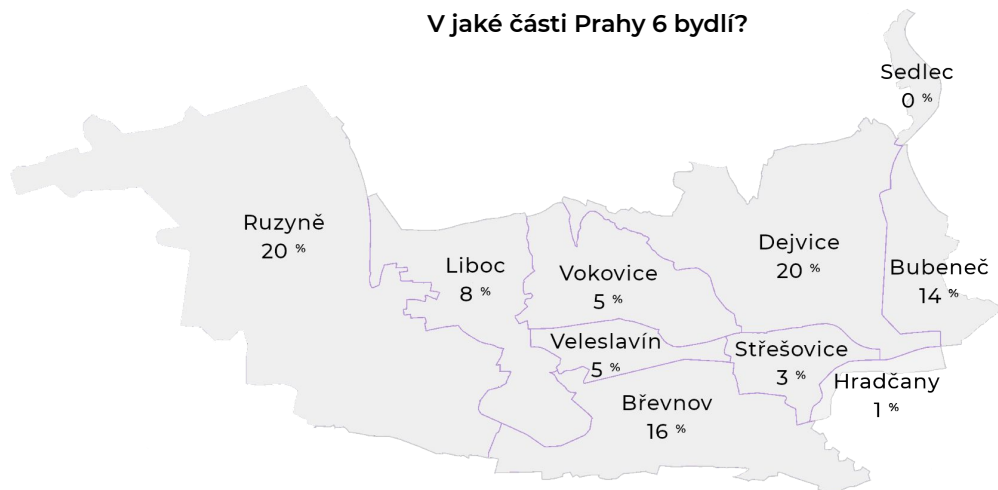 V jaké části Prahy 6 bydlí?
Sedlec
0 %
Ruzyně
20 %
Liboc
8 %
Vokovice
5 %
Dejvice
20 %
Bubeneč
14 %
Veleslavín
5 %
Střešovice
3 %
Hradčany
1 %
Břevnov
16 %